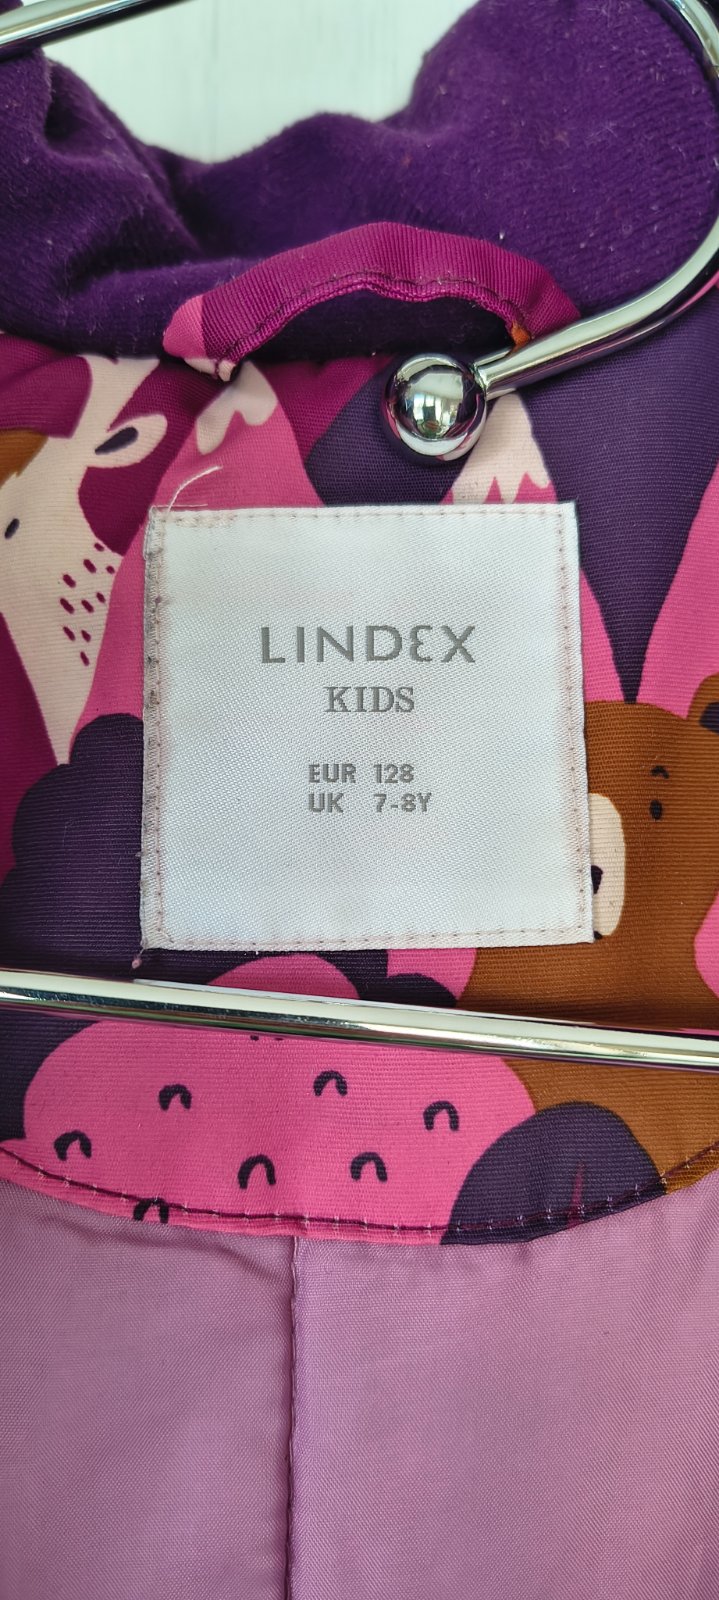 LINDEX
KIDS
EUR 128
UK 7-8Y